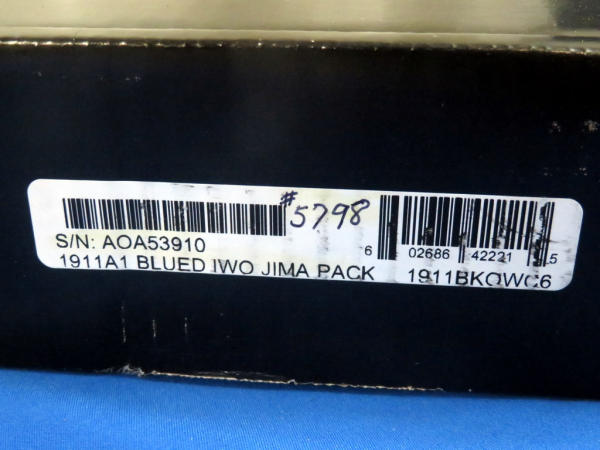 #5798
S/N: AOA53910
6 02686 42221 5
1911A1 BLUED IWO JIMA PACK 1911BKOWC6